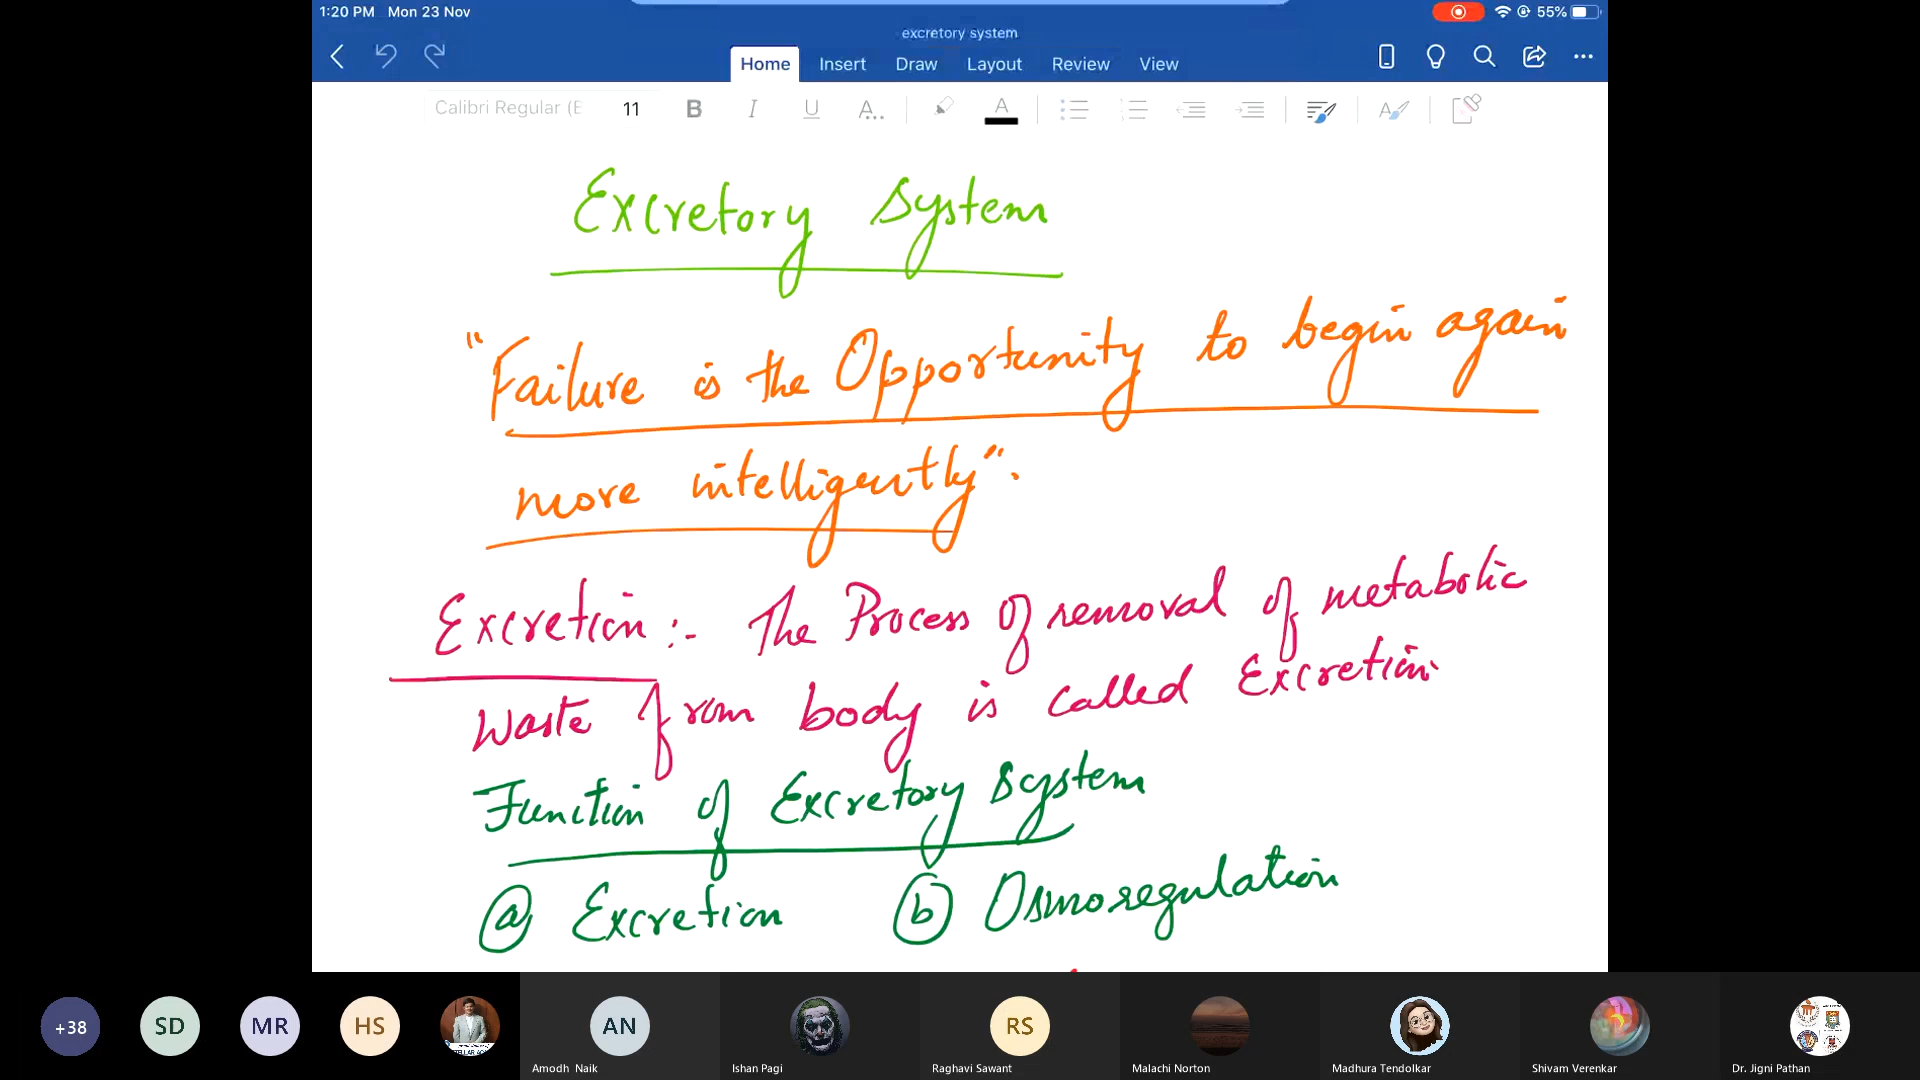 1:20 PM Mon 23 Nov
55%
excretory system
Home Insert Draw Layout Review View
Calibri Regular (E 11 B I U A... A
Excretory System
"Failure is the Opportunity to begin again
more intelligently".
Excretion :- The Process of removal of metabolic
waste from body is called Excretion.
Function of Excretory System
(a) Excretion (b) Osmoregulation
+38 SD MR HS AN RS
Amodh Naik Ishan Pagi Raghavi Sawant Malachi Norton Madhura Tendolkar Shivam Verenkar Dr. Jigni Pathan